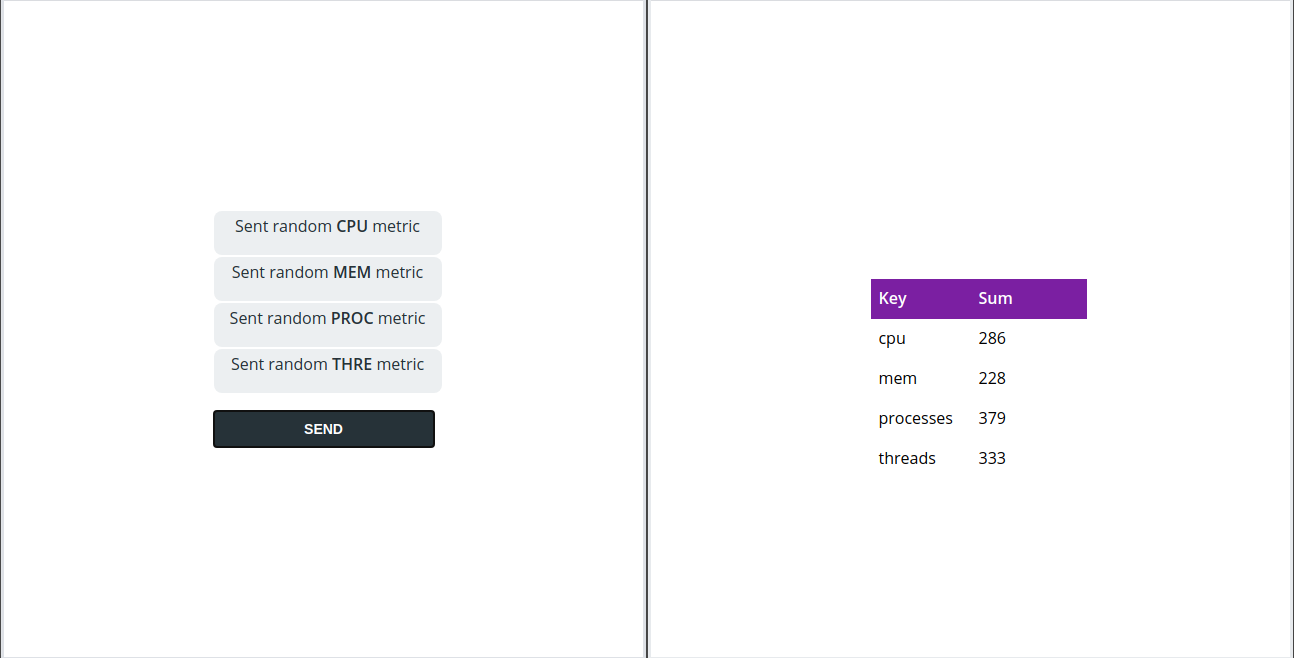 Sent random CPU metric
Sent random MEM metric
Sent random PROC metric
Sent random THRE metric
SEND
Key Sum
cpu 286
mem 228
processes 379
threads 333